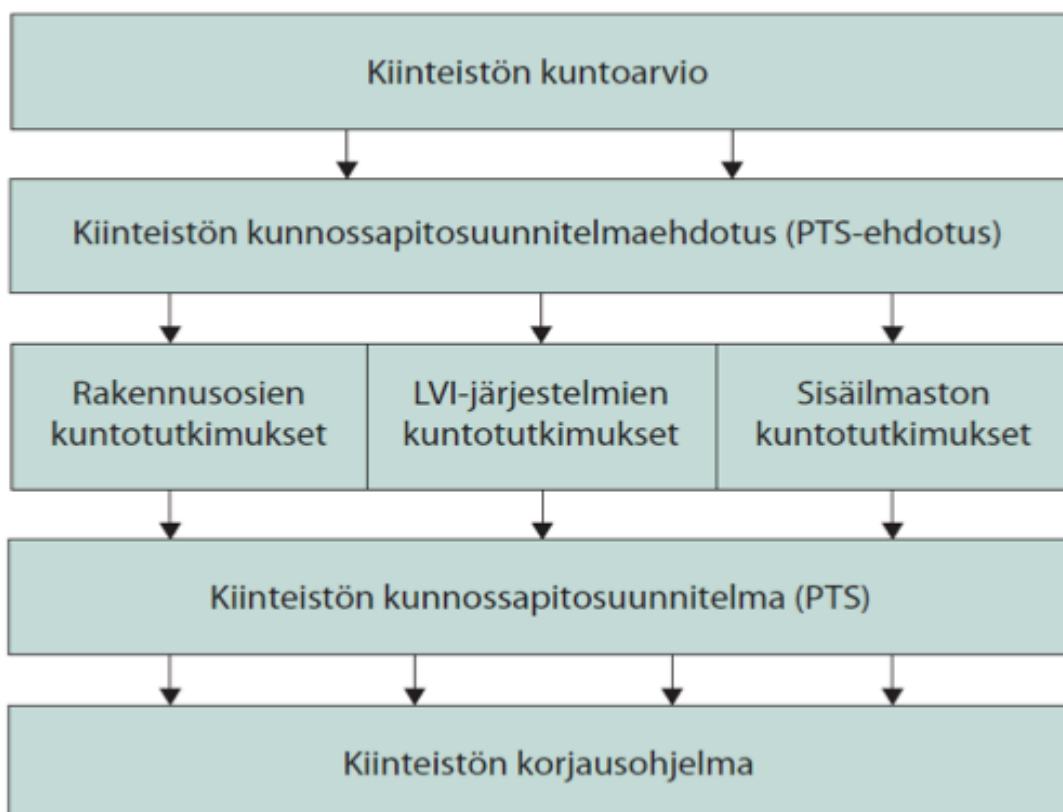 Kiinteistön kuntoarvio
Kiinteistön kunnossapitosuunnitelmaehdotus (PTS-ehdotus)
Rakennusosien
kuntotutkimukset
LVI-järjestelmien
kuntotutkimukset
Sisäilmaston
kuntotutkimukset
Kiinteistön kunnossapitosuunnitelma (PTS)
Kiinteistön korjausohjelma